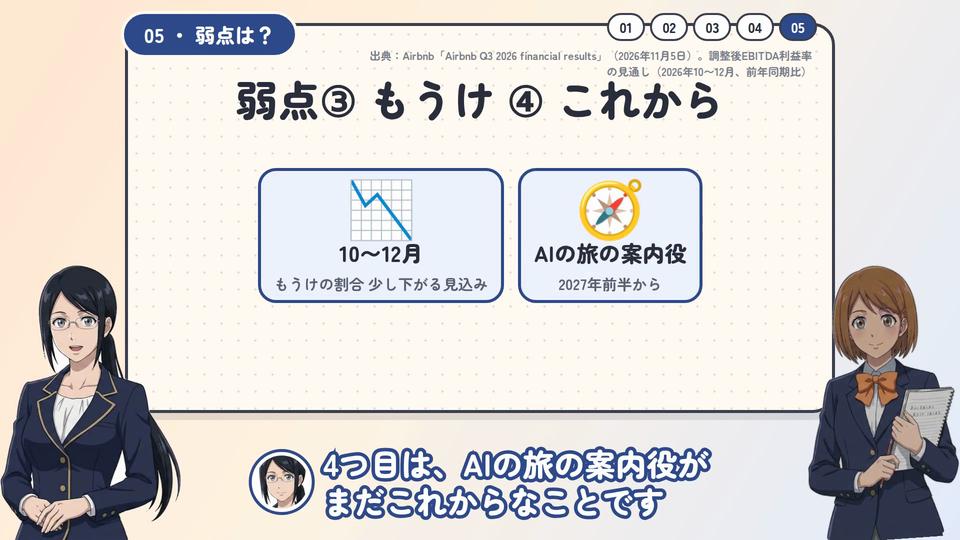 05 ・ 弱点は？
01 02 03 04 05
出典：Airbnb「Airbnb Q3 2026 financial results」（2026年11月5日）。調整後EBITDA利益率
の見通し（2026年10〜12月、前年同期比）
弱点③ もうけ ④ これから
10〜12月
もうけの割合 少し下がる見込み
AIの旅の案内役
2027年前半から
4つ目は、AIの旅の案内役が
まだこれからなことです